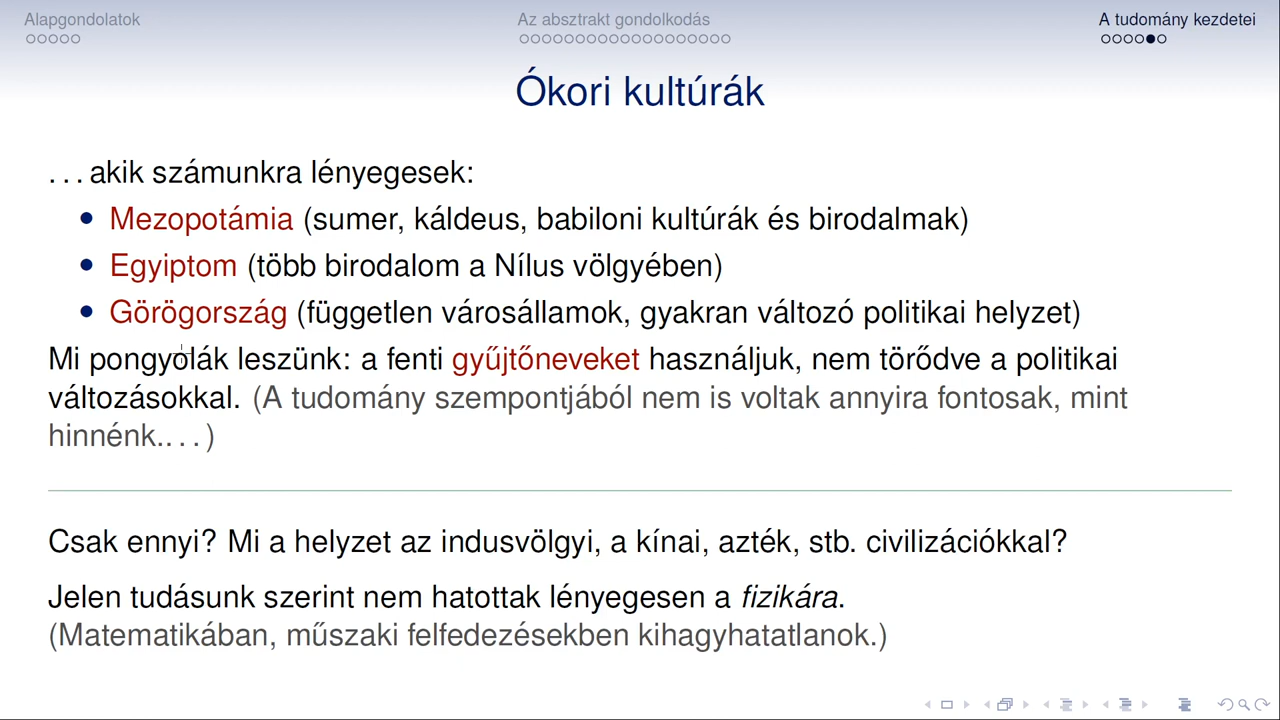 Alapgondolatok
Az absztrakt gondolkodás
A tudomány kezdetei
Ókori kultúrák
...akik számunkra lényegesek:
• Mezopotámia (sumer, káldeus, babiloni kultúrák és birodalmak)
• Egyiptom (több birodalom a Nílus völgyében)
• Görögország (független városállamok, gyakran változó politikai helyzet)
Mi pongyolák leszünk: a fenti gyűjtőneveket használjuk, nem törődve a politikai
változásokkal. (A tudomány szempontjából nem is voltak annyira fontosak, mint
hinnénk....)
Csak ennyi? Mi a helyzet az indusvölgyi, a kínai, azték, stb. civilizációkkal?
Jelen tudásunk szerint nem hatottak lényegesen a fizikára.
(Matematikában, műszaki felfedezésekben kihagyhatatlanok.)